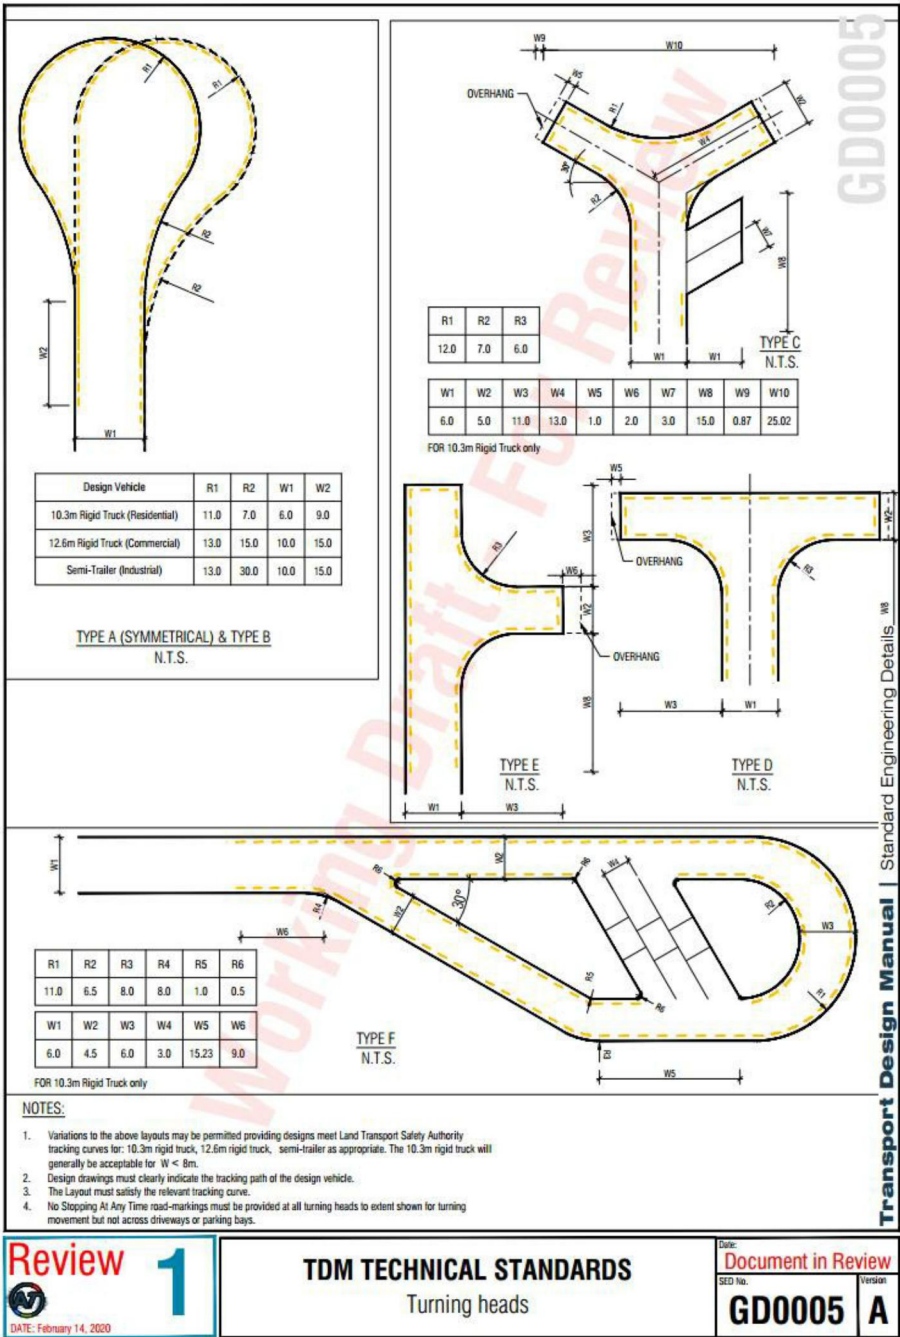 GD0005
R1
R1
R2
R2
W2
W1
Design Vehicle R1 R2 W1 W2
10.3m Rigid Truck (Residential) 11.0 7.0 6.0 9.0
12.6m Rigid Truck (Commercial) 13.0 15.0 10.0 15.0
Semi-Trailer (Industrial) 13.0 30.0 10.0 15.0
TYPE A (SYMMETRICAL) & TYPE B
N.T.S.
W9
W10
W5
OVERHANG
R1
W2
W4
30°
R2
W7
W8
W1
W1
TYPE C
N.T.S.
R1 R2 R3
12.0 7.0 6.0
W1 W2 W3 W4 W5 W6 W7 W8 W9 W10
6.0 5.0 11.0 13.0 1.0 2.0 3.0 15.0 0.87 25.02
FOR 10.3m Rigid Truck only
R3
W3
W6
W2
OVERHANG
W8
W1
W3
TYPE E
N.T.S.
W5
OVERHANG
W2
R3
W8
W3
W1
TYPE D
N.T.S.
W1
W2
R6
R6
W4
30°
R4
W2
W6
R2
W3
R5
R6
R1
R3
W5
R1 R2 R3 R4 R5 R6
11.0 6.5 8.0 8.0 1.0 0.5
W1 W2 W3 W4 W5 W6
6.0 4.5 6.0 3.0 15.23 9.0
FOR 10.3m Rigid Truck only
TYPE F
N.T.S.
Working Draft - For Review
NOTES:
1. Variations to the above layouts may be permitted providing designs meet Land Transport Safety Authority
tracking curves for: 10.3m rigid truck, 12.6m rigid truck, semi-trailer as appropriate. The 10.3m rigid truck will
generally be acceptable for W < 8m.
2. Design drawings must clearly indicate the tracking path of the design vehicle.
3. The Layout must satisfy the relevant tracking curve.
4. No Stopping At Any Time road-markings must be provided at all turning heads to extent shown for turning
movement but not across driveways or parking bays.
Transport Design Manual | Standard Engineering Details
Review 1
AT
DATE: February 14, 2020
TDM TECHNICAL STANDARDS
Turning heads
Date:
Document in Review
SED No.
GD0005
Version
A